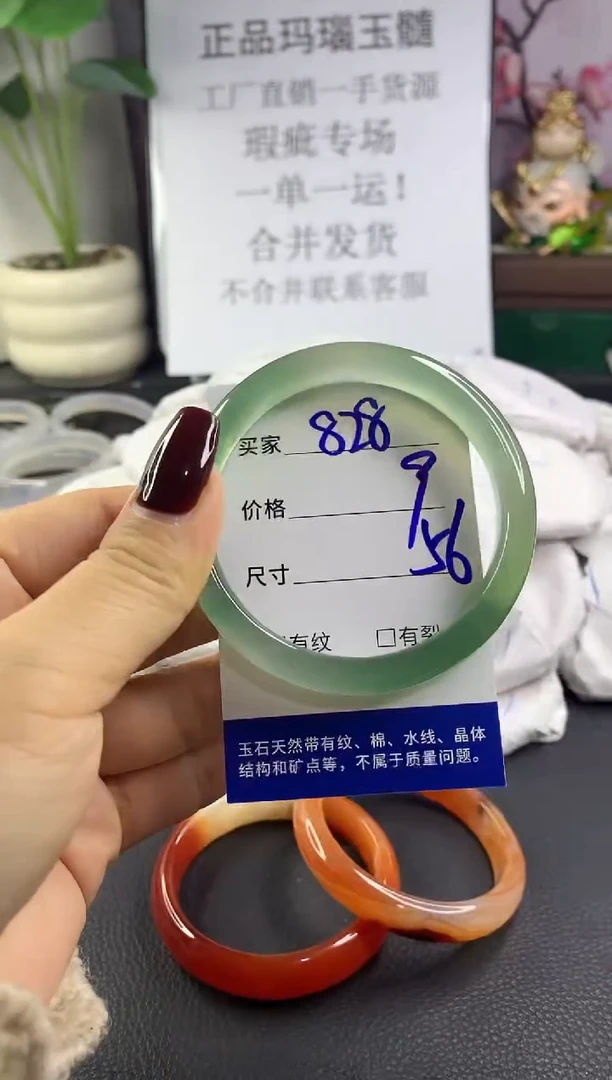 正品玛瑙玉髓
工厂直销一手货源
瑕疵专场
一单一运！
合并发货
不合并联系客服
买家 828
价格 9
尺寸 56
有纹 □有裂
玉石天然带有纹、棉、水线、晶体
结构和矿点等，不属于质量问题。